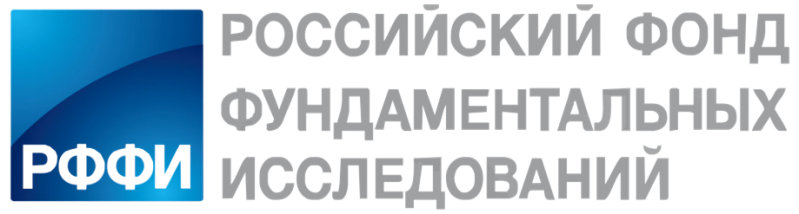 РФФИ
РОССИЙСКИЙ ФОНД
ФУНДАМЕНТАЛЬНЫХ
ИССЛЕДОВАНИЙ